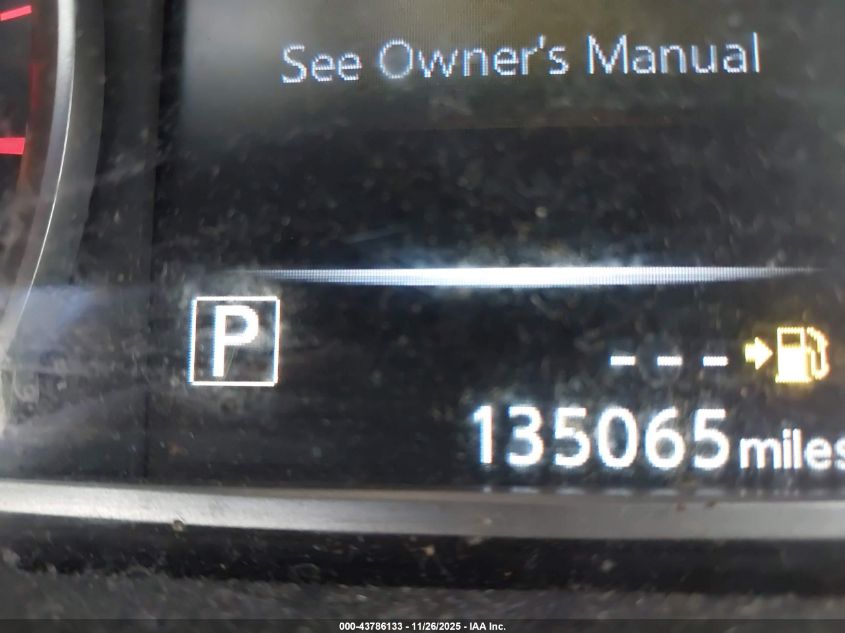 See Owner's Manual
P
---
135065 miles
000-43786133 - 11/26/2025 - IAA Inc.